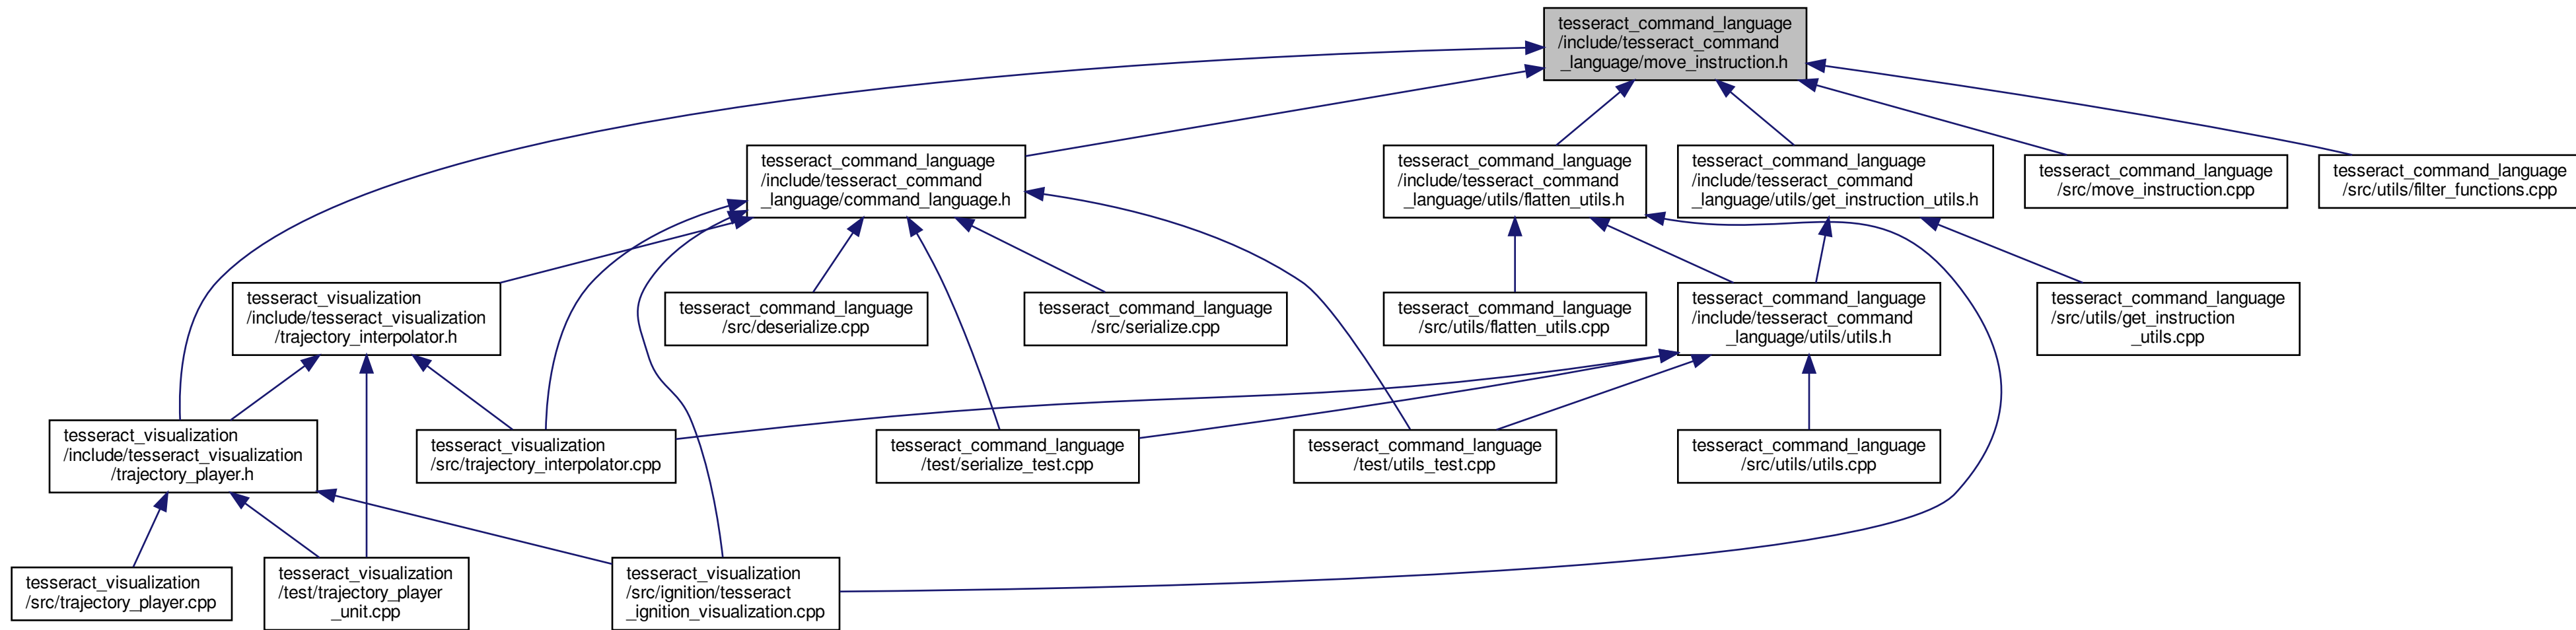 tesseract_command_language
/include/tesseract_command
_language/move_instruction.h
tesseract_command_language
/include/tesseract_command
_language/command_language.h
tesseract_command_language
/include/tesseract_command
_language/utils/flatten_utils.h
tesseract_command_language
/include/tesseract_command
_language/utils/get_instruction_utils.h
tesseract_command_language
/src/move_instruction.cpp
tesseract_command_language
/src/utils/filter_functions.cpp
tesseract_visualization
/include/tesseract_visualization
/trajectory_interpolator.h
tesseract_command_language
/src/deserialize.cpp
tesseract_command_language
/src/serialize.cpp
tesseract_command_language
/src/utils/flatten_utils.cpp
tesseract_command_language
/include/tesseract_command
_language/utils/utils.h
tesseract_command_language
/src/utils/get_instruction
_utils.cpp
tesseract_visualization
/include/tesseract_visualization
/trajectory_player.h
tesseract_visualization
/src/trajectory_interpolator.cpp
tesseract_command_language
/test/serialize_test.cpp
tesseract_command_language
/test/utils_test.cpp
tesseract_command_language
/src/utils/utils.cpp
tesseract_visualization
/src/trajectory_player.cpp
tesseract_visualization
/test/trajectory_player
_unit.cpp
tesseract_visualization
/src/ignition/tesseract
_ignition_visualization.cpp